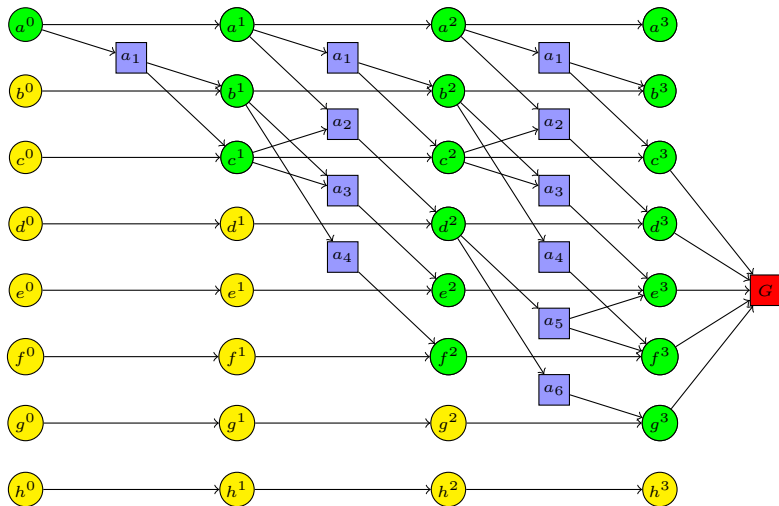 a⁰ a¹ a² a³
a₁ a₁ a₁
b⁰ b¹ b² b³
a₂ a₂
c⁰ c¹ c² c³
a₃ a₃
d⁰ d¹ d² d³
a₄ a₄
e⁰ e¹ e² e³ G
a₅
f⁰ f¹ f² f³
a₆
g⁰ g¹ g² g³
h⁰ h¹ h² h³